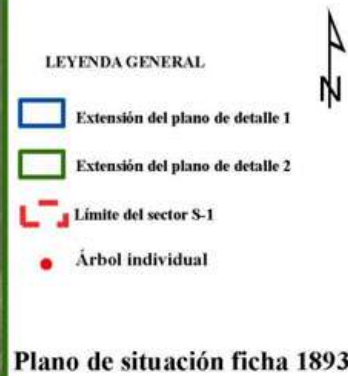 N
LEYENDA GENERAL
Extensión del plano de detalle 1
Extensión del plano de detalle 2
Límite del sector S-1
Árbol individual
Plano de situación ficha 1893